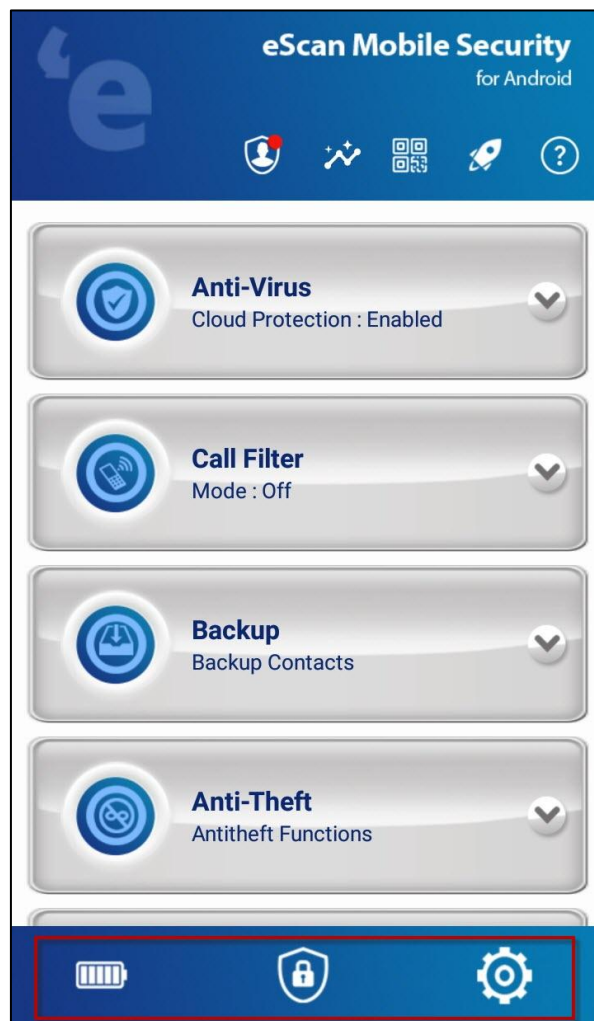 eScan Mobile Security
for Android
Anti-Virus
Cloud Protection : Enabled
Call Filter
Mode : Off
Backup
Backup Contacts
Anti-Theft
Antitheft Functions